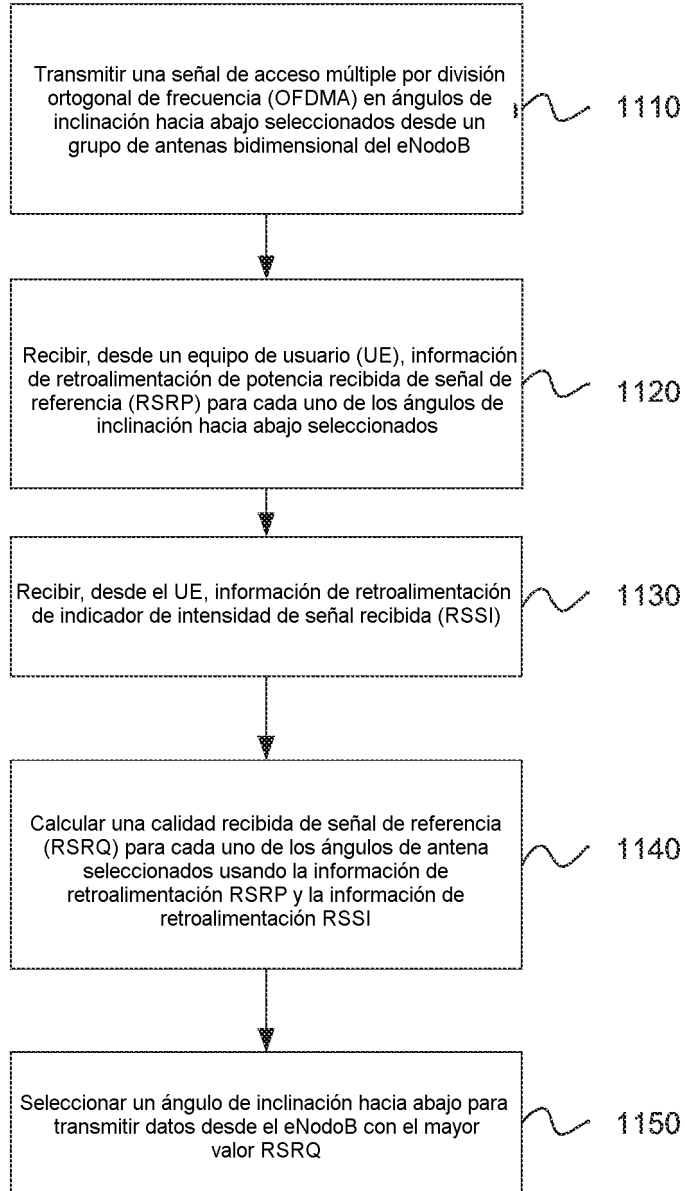 Transmitir una señal de acceso múltiple por división
ortogonal de frecuencia (OFDMA) en ángulos de
inclinación hacia abajo seleccionados desde un
grupo de antenas bidimensional del eNodoB
1110
Recibir, desde un equipo de usuario (UE), información
de retroalimentación de potencia recibida de señal de
referencia (RSRP) para cada uno de los ángulos de
inclinación hacia abajo seleccionados
1120
Recibir, desde el UE, información de retroalimentación
de indicador de intensidad de señal recibida (RSSI)
1130
Calcular una calidad recibida de señal de referencia
(RSRQ) para cada uno de los ángulos de antena
seleccionados usando la información de
retroalimentación RSRP y la información de
retroalimentación RSSI
1140
Seleccionar un ángulo de inclinación hacia abajo para
transmitir datos desde el eNodoB con el mayor
valor RSRQ
1150